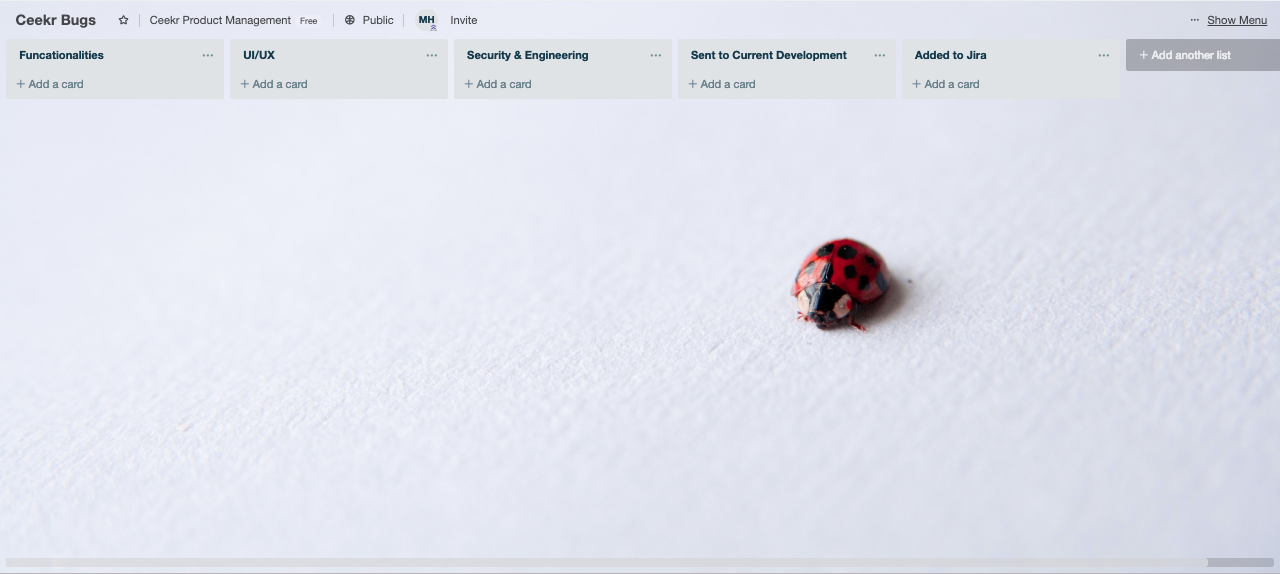 Ceekr Bugs Ceekr Product Management Free Public MH Invite ··· Show Menu
Funcationalities ··· UI/UX ··· Security & Engineering ··· Sent to Current Development ··· Added to Jira ··· + Add another list
+ Add a card + Add a card + Add a card + Add a card + Add a card